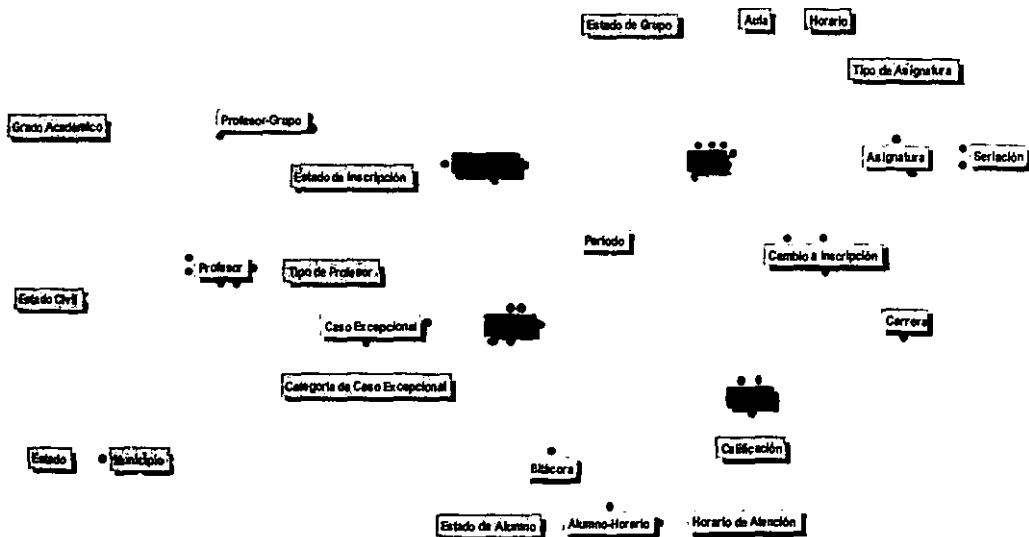 Estado de Grupo
Aula
Horario
Tipo de Asignatura
Grado Académico
Profesor-Grupo
Asignatura
Seriación
Estado de Inscripción
Período
Cambio a Inscripción
Profesor
Tipo de Profesor
Estado Civil
Caso Excepcional
Carrera
Categoría de Caso Excepcional
Calificación
Estado
Municipio
Bitácora
Estado de Alumno
Alumno-Horario
Horario de Atención